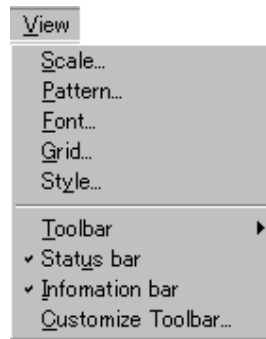 View
Scale...
Pattern...
Font...
Grid...
Style...
Toolbar
Status bar
Infomation bar
Customize Toolbar...